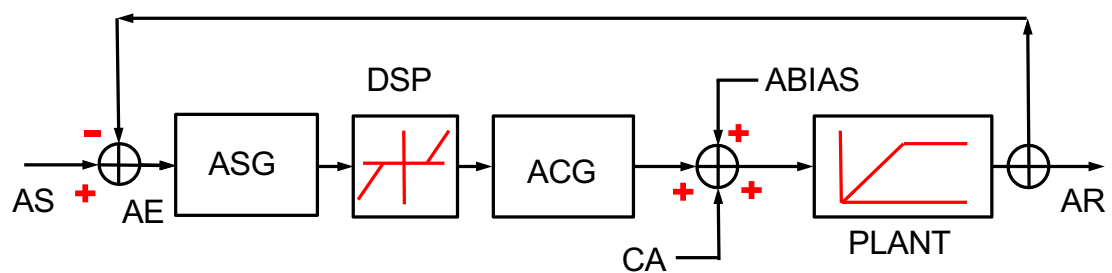 DSP
ABIAS
-
+
ASG
ACG
+
+
+
AS
AE
CA
PLANT
AR